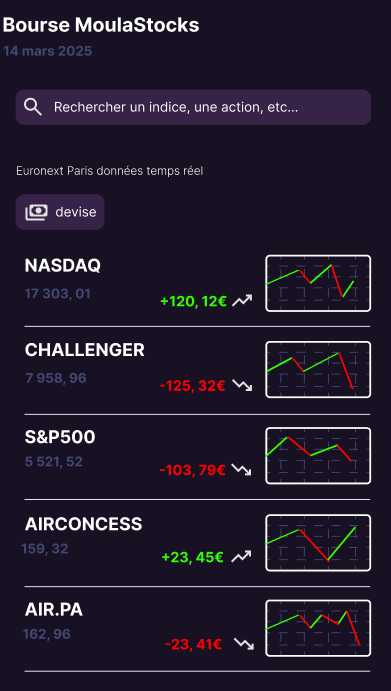 Bourse MoulaStocks
14 mars 2025
Rechercher un indice, une action, etc...
Euronext Paris données temps réel
devise
NASDAQ
17 303, 01
+120, 12€
CHALLENGER
7 958, 96
-125, 32€
S&P500
5 521, 52
-103, 79€
AIRCONCESS
159, 32
+23, 45€
AIR.PA
162, 96
-23, 41€